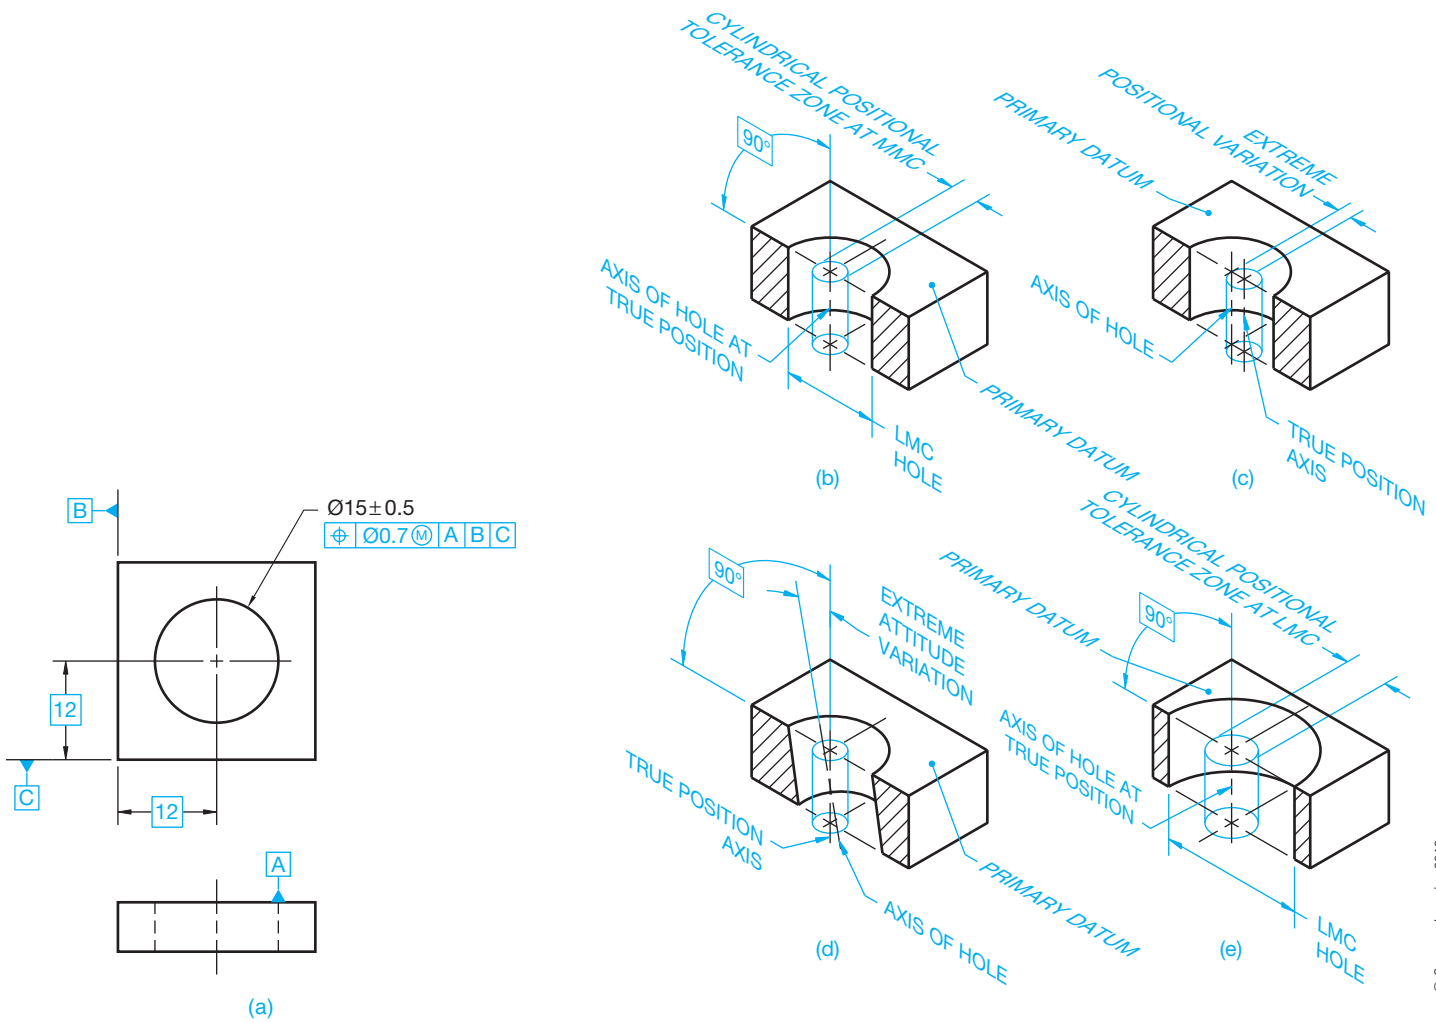 B
Ø15±0.5
⌖ Ø0.7 Ⓜ A B C
12
C
12
A
(a)
CYLINDRICAL POSITIONAL
TOLERANCE ZONE AT MMC
90°
AXIS OF HOLE AT
TRUE POSITION
PRIMARY DATUM
LMC
HOLE
(b)
EXTREME
POSITIONAL VARIATION
PRIMARY DATUM
AXIS OF HOLE
TRUE POSITION
AXIS
(c)
90°
EXTREME
ATTITUDE
VARIATION
TRUE POSITION
AXIS
AXIS OF HOLE
PRIMARY DATUM
(d)
CYLINDRICAL POSITIONAL
TOLERANCE ZONE AT LMC
PRIMARY DATUM
90°
AXIS OF HOLE AT
TRUE POSITION
LMC
HOLE
(e)